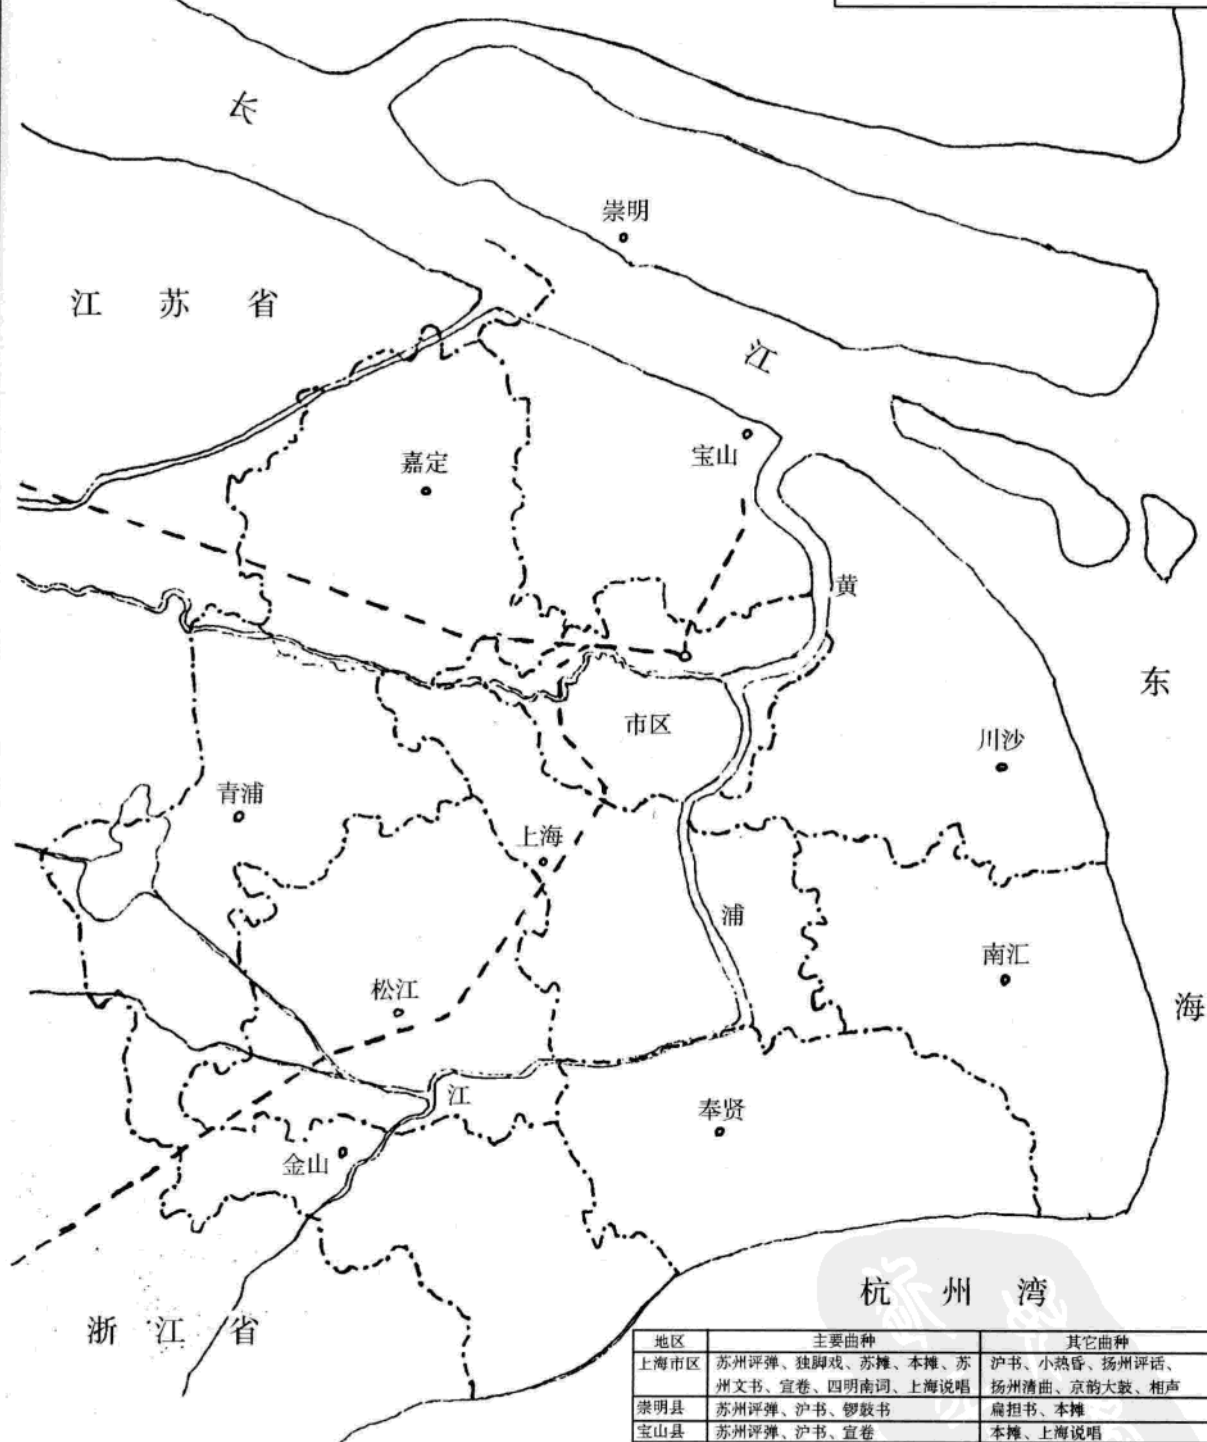 长
崇明
江 苏 省
江
嘉定
宝山
黄
东
市区
川沙
青浦
上海
浦
南汇
松江
海
江
奉贤
金山
杭 州 湾
浙 江 省
地区 主要曲种 其它曲种
上海市区 苏州评弹、独脚戏、苏摊、本摊、苏 沪书、小热昏、扬州评话、
州文书、宣卷、四明南词、上海说唱 扬州清曲、京韵大鼓、相声
崇明县 苏州评弹、沪书、锣鼓书 扁担书、本摊
宝山县 苏州评弹、沪书、宣卷 本摊、上海说唱